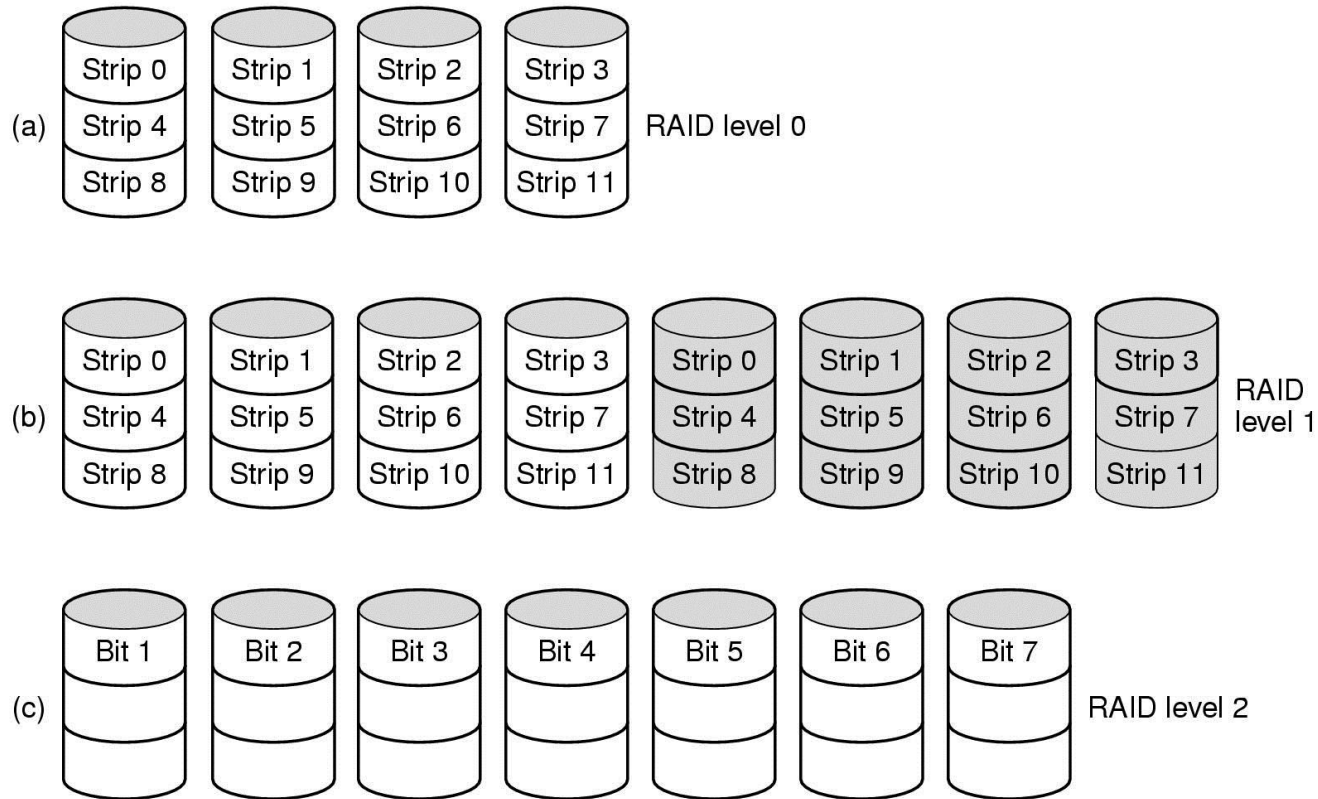 Strip 0 Strip 1 Strip 2 Strip 3
(a) Strip 4 Strip 5 Strip 6 Strip 7 RAID level 0
Strip 8 Strip 9 Strip 10 Strip 11
Strip 0 Strip 1 Strip 2 Strip 3 Strip 0 Strip 1 Strip 2 Strip 3
(b) Strip 4 Strip 5 Strip 6 Strip 7 Strip 4 Strip 5 Strip 6 Strip 7 RAID level 1
Strip 8 Strip 9 Strip 10 Strip 11 Strip 8 Strip 9 Strip 10 Strip 11
Bit 1 Bit 2 Bit 3 Bit 4 Bit 5 Bit 6 Bit 7
(c) RAID level 2